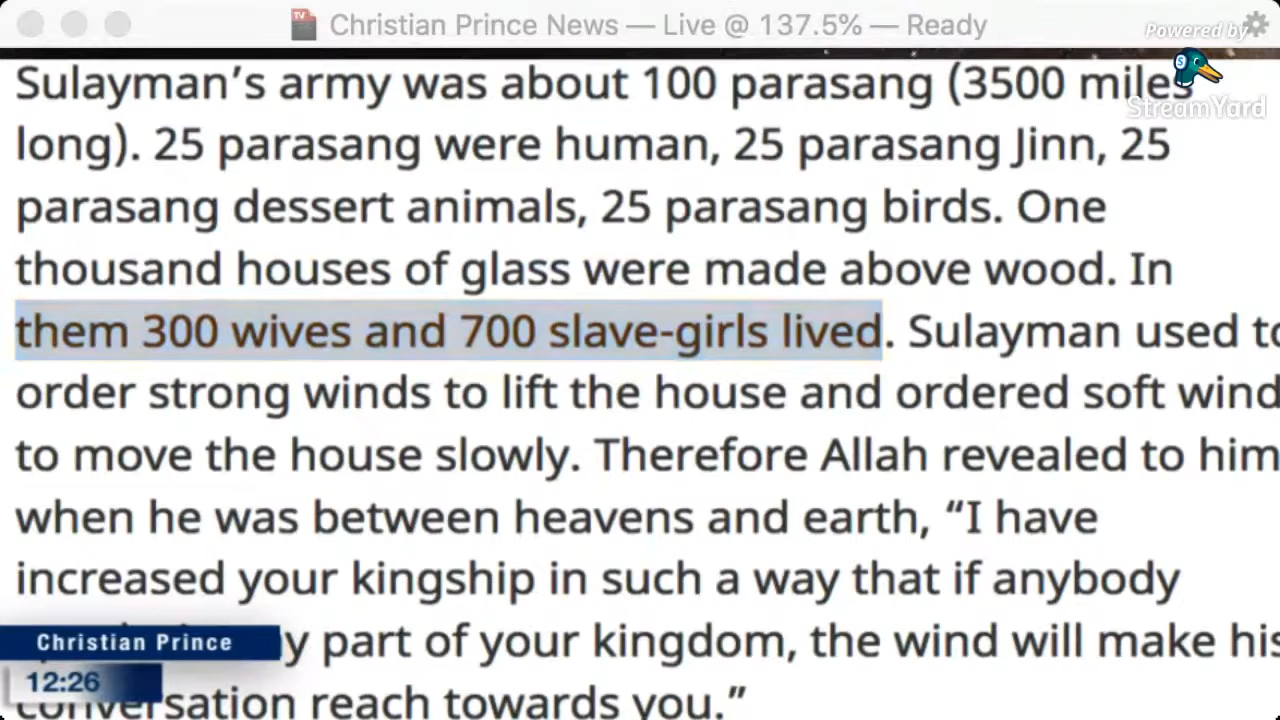 Christian Prince News — Live @ 137.5% — Ready
Powered by
StreamYard
Sulayman’s army was about 100 parasang (3500 miles
long). 25 parasang were human, 25 parasang Jinn, 25
parasang dessert animals, 25 parasang birds. One
thousand houses of glass were made above wood. In
them 300 wives and 700 slave-girls lived. Sulayman used to
order strong winds to lift the house and ordered soft wind
to move the house slowly. Therefore Allah revealed to him
when he was between heavens and earth, “I have
increased your kingship in such a way that if anybody
part of your kingdom, the wind will make his
conversation reach towards you.”
Christian Prince
12:26